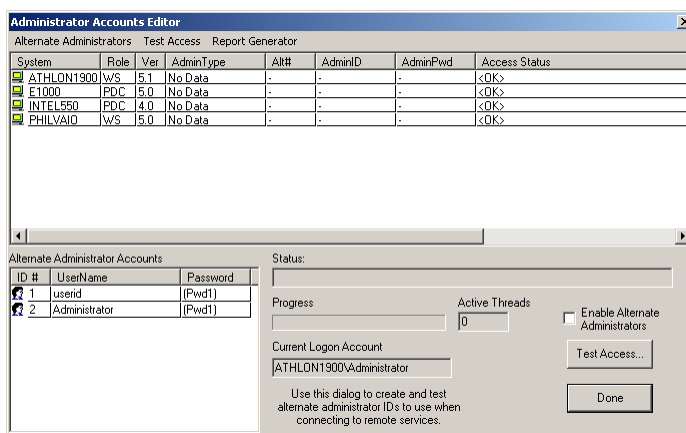 Administrator Accounts Editor
Alternate Administrators Test Access Report Generator
System Role Ver AdminType Alt# AdminID AdminPwd Access Status
ATHLON1900 WS 5.1 No Data - - - <OK>
E1000 PDC 5.0 No Data - - - <OK>
INTEL550 PDC 4.0 No Data - - - <OK>
PHILVAIO WS 5.0 No Data - - - <OK>
Alternate Administrator Accounts
ID # UserName Password
1 userid (Pwd1)
2 Administrator (Pwd1)
Status:
Progress
Active Threads
0
Enable Alternate
Administrators
Current Logon Account
ATHLON1900\Administrator
Test Access...
Use this dialog to create and test
alternate administrator IDs to use when
connecting to remote services.
Done